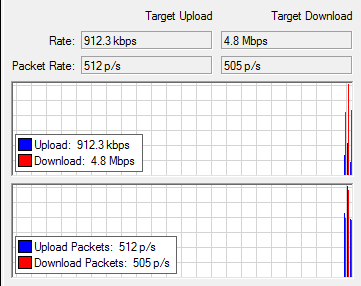 Target Upload Target Download
Rate: 912.3 kbps 4.8 Mbps
Packet Rate: 512 p/s 505 p/s
Upload: 912.3 kbps
Download: 4.8 Mbps
Upload Packets: 512 p/s
Download Packets: 505 p/s